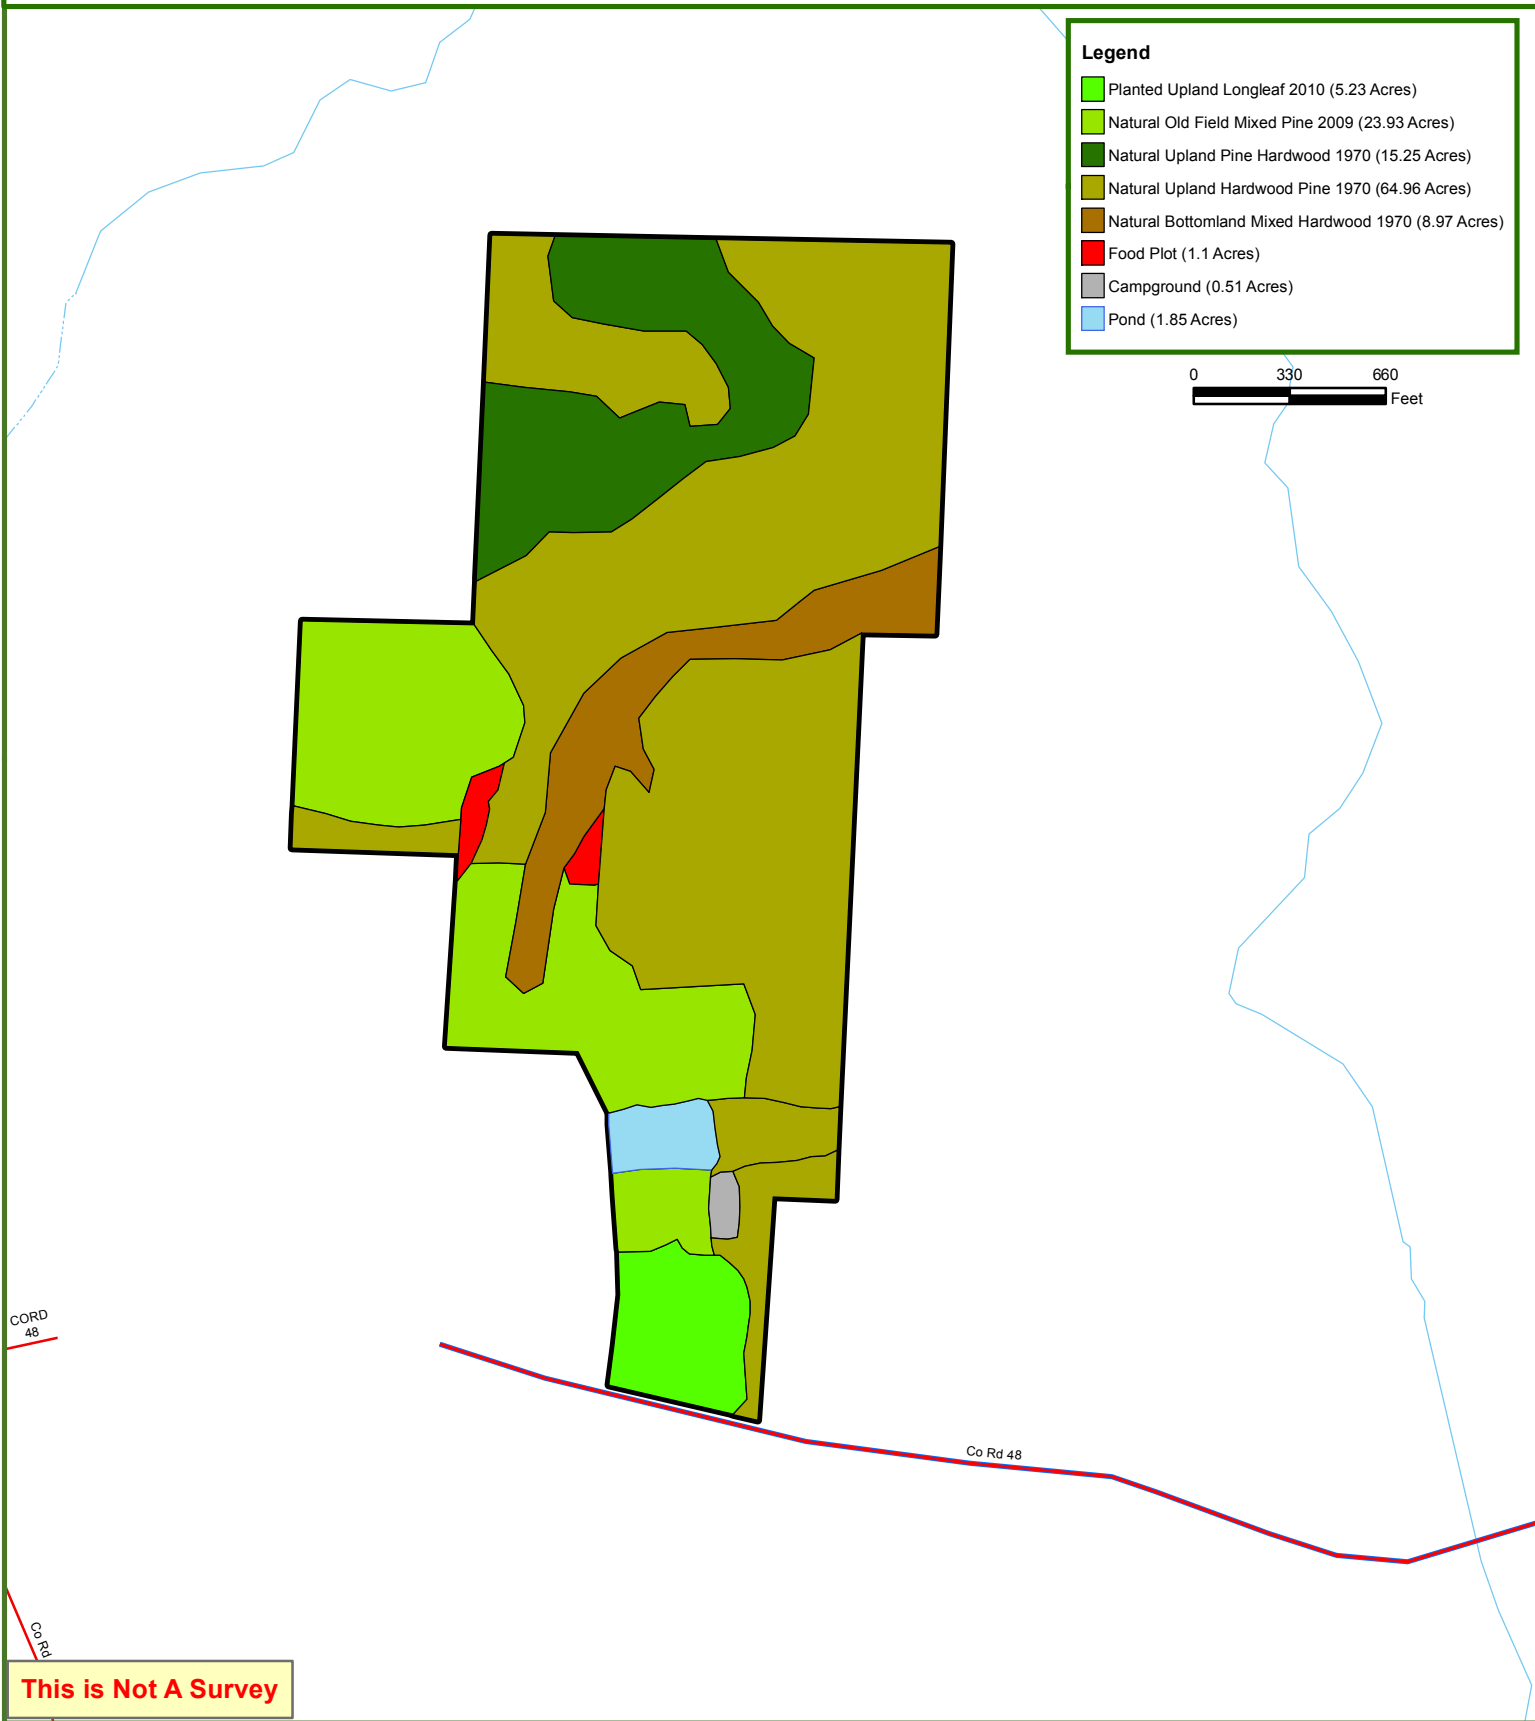 Legend
Planted Upland Longleaf 2010 (5.23 Acres)
Natural Old Field Mixed Pine 2009 (23.93 Acres)
Natural Upland Pine Hardwood 1970 (15.25 Acres)
Natural Upland Hardwood Pine 1970 (64.96 Acres)
Natural Bottomland Mixed Hardwood 1970 (8.97 Acres)
Food Plot (1.1 Acres)
Campground (0.51 Acres)
Pond (1.85 Acres)
0 330 660
Feet
CORD
48
Co Rd 48
Co Rd
This is Not A Survey